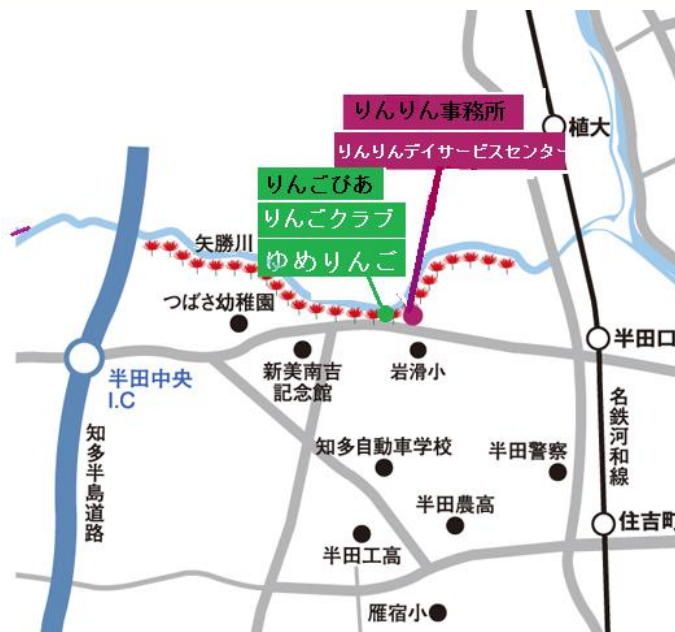 りんりん事務所
植大
りんりんデイサービスセンター
りんごぴあ
りんごクラブ
矢勝川
ゆめりんご
つばさ幼稚園
半田口
新美南吉
記念館
岩滑小
半田中央
I.C
知多半島道路
名鉄河和線
知多自動車学校
半田警察
半田農高
住吉町
半田工高
雁宿小